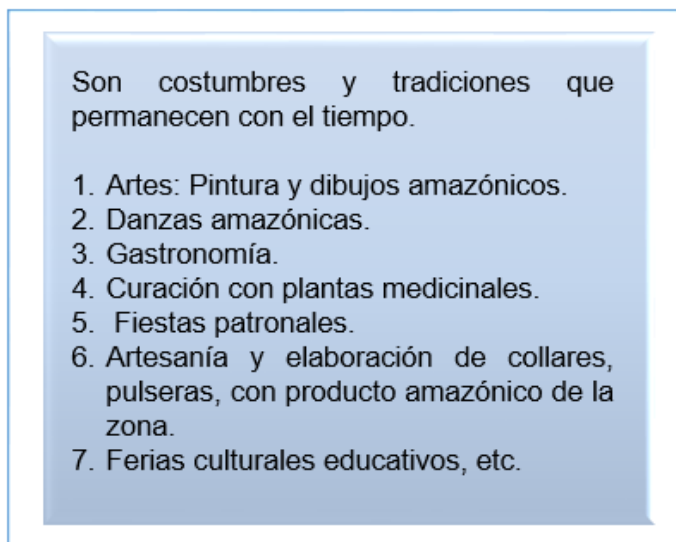 Son costumbres y tradiciones que
permanecen con el tiempo.
1. Artes: Pintura y dibujos amazónicos.
2. Danzas amazónicas.
3. Gastronomía.
4. Curación con plantas medicinales.
5. Fiestas patronales.
6. Artesanía y elaboración de collares,
pulseras, con producto amazónico de la
zona.
7. Ferias culturales educativos, etc.